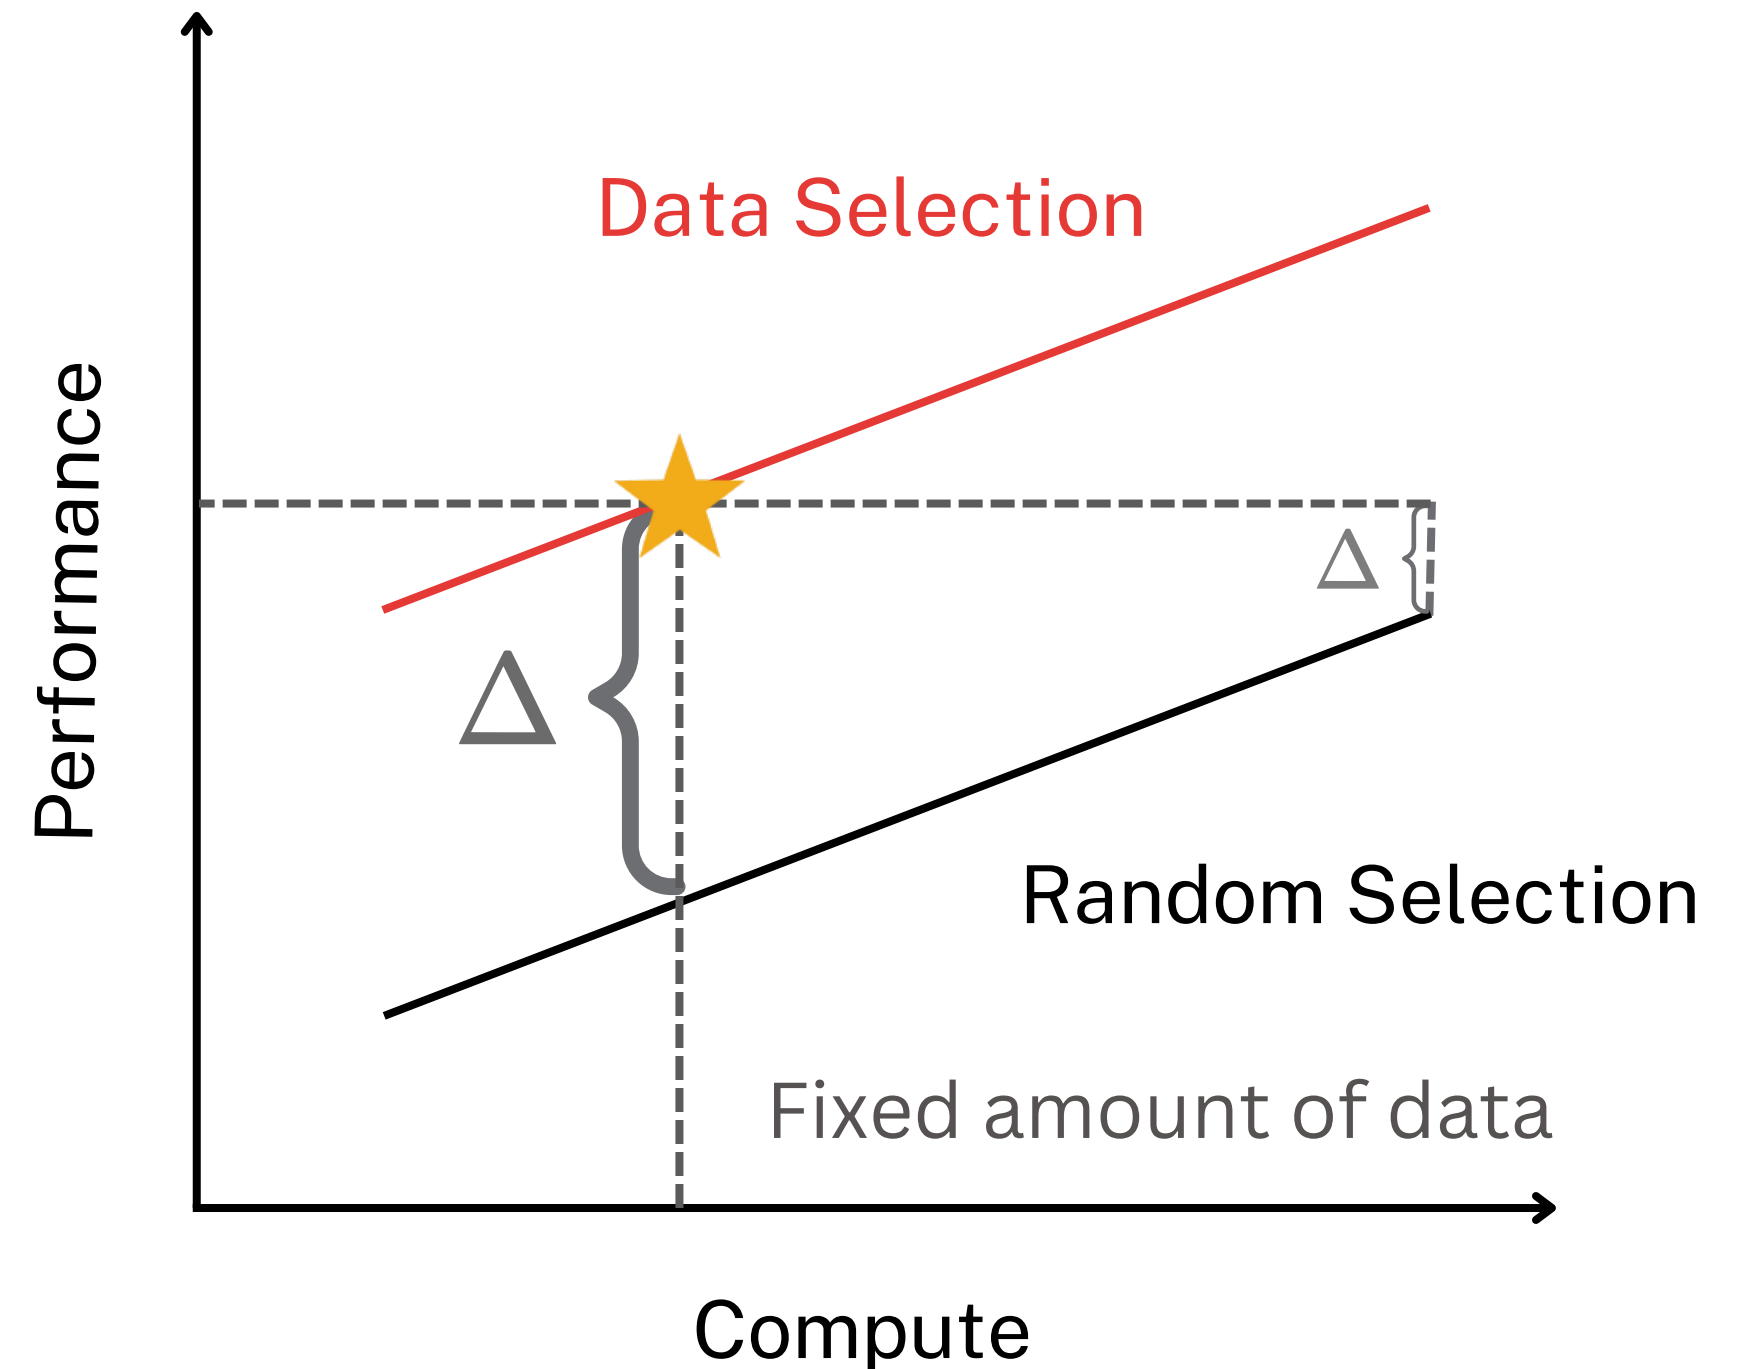 Data Selection
Performance
Δ
Δ
Random Selection
Fixed amount of data
Compute